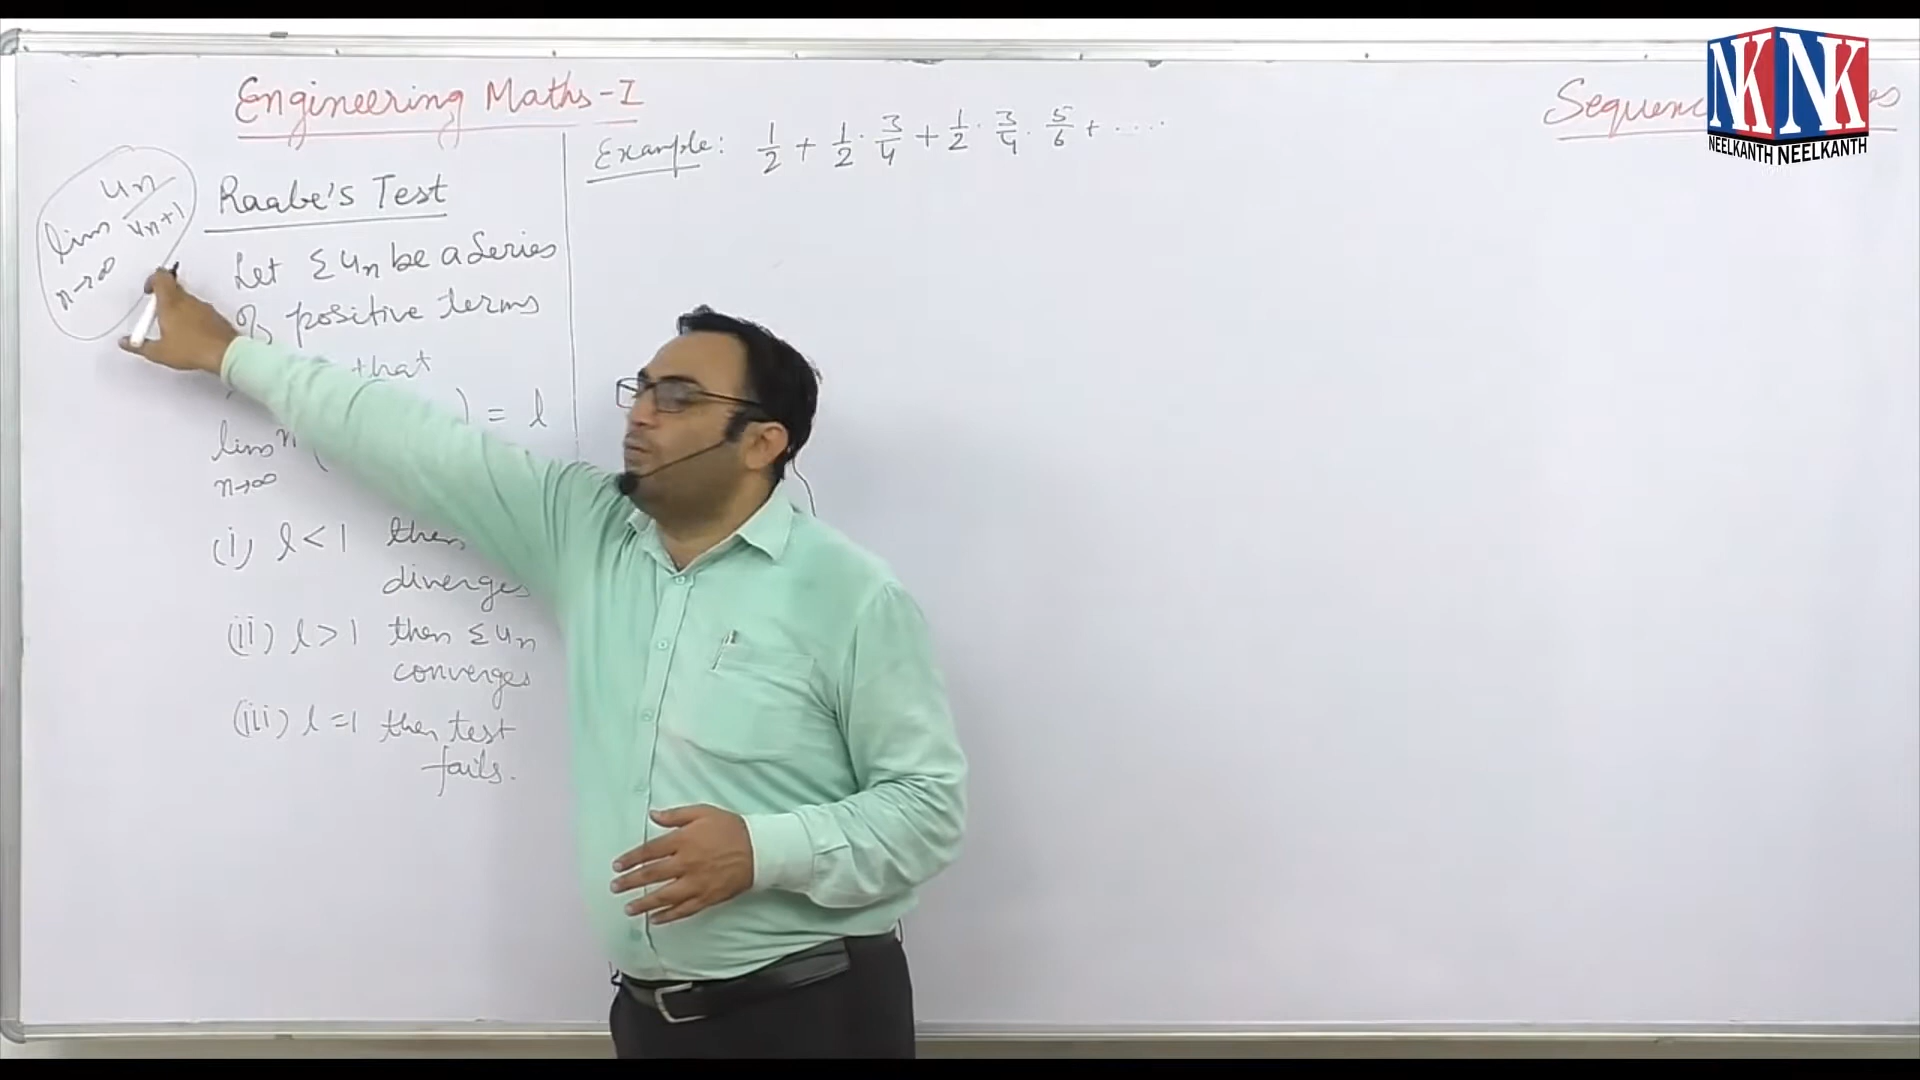 Engineering Maths-I
Sequenc es
NEELKANTH NEELKANTH
NK NK
Example: 1/2 + 1/2 · 3/4 + 1/2 · 3/4 · 5/6 + ....
lim n→∞ un/un+1
Raabe's Test
Let Σun be a Series
of positive terms
that
lim n→∞ n ( ) = l
(i) l < 1 then
diverges
(ii) l > 1 then Σun
converges
(iii) l = 1 then test
fails.